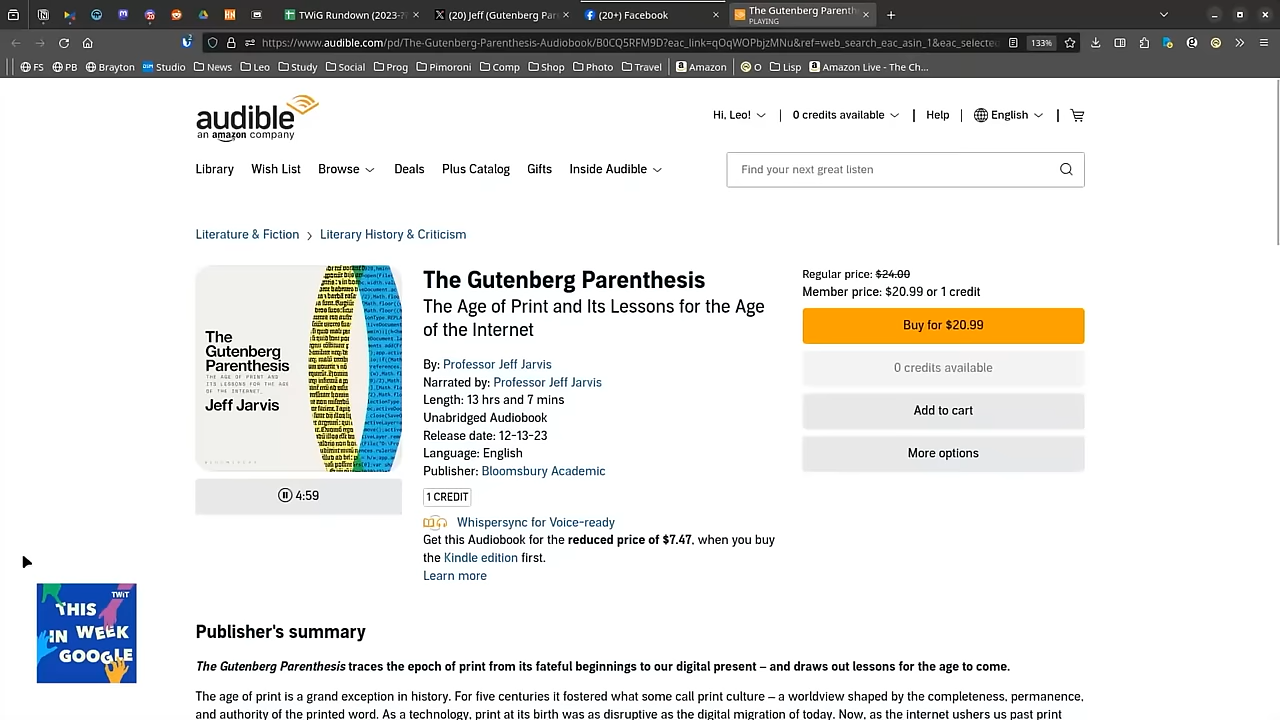 TWiG Rundown (2023-
(20) Jeff (Gutenberg Par
(20+) Facebook
The Gutenberg Parenth
PLAYING
https://www.audible.com/pd/The-Gutenberg-Parenthesis-Audiobook/B0CQ5RFM9D?eac_link=qOqWOPbjzMNu&ref=web_search_eac_asin_1&eac_selecte
133%
FS
PB
Brayton
Studio
News
Leo
Study
Social
Prog
Pimoroni
Comp
Shop
Photo
Travel
Amazon
O
Lisp
Amazon Live - The Ch...
audible
an amazon company
Hi, Leo!
0 credits available
Help
English
Library
Wish List
Browse
Deals
Plus Catalog
Gifts
Inside Audible
Find your next great listen
Literature & Fiction
Literary History & Criticism
The
Gutenberg
Parenthesis
THE AGE OF PRINT AND
ITS LESSONS FOR THE AGE
OF THE INTERNET
Jeff Jarvis
4:59
The Gutenberg Parenthesis
The Age of Print and Its Lessons for the Age
of the Internet
By: Professor Jeff Jarvis
Narrated by: Professor Jeff Jarvis
Length: 13 hrs and 7 mins
Unabridged Audiobook
Release date: 12-13-23
Language: English
Publisher: Bloomsbury Academic
1 CREDIT
Whispersync for Voice-ready
Get this Audiobook for the reduced price of $7.47, when you buy
the Kindle edition first.
Learn more
Regular price: $24.00
Member price: $20.99 or 1 credit
Buy for $20.99
0 credits available
Add to cart
More options
TWiT
THIS
IN WEEK
GOOGLE
Publisher's summary
The Gutenberg Parenthesis traces the epoch of print from its fateful beginnings to our digital present – and draws out lessons for the age to come.
The age of print is a grand exception in history. For five centuries it fostered what some call print culture – a worldview shaped by the completeness, permanence,
and authority of the printed word. As a technology, print at its birth was as disruptive as the digital migration of today. Now, as the internet ushers us past print